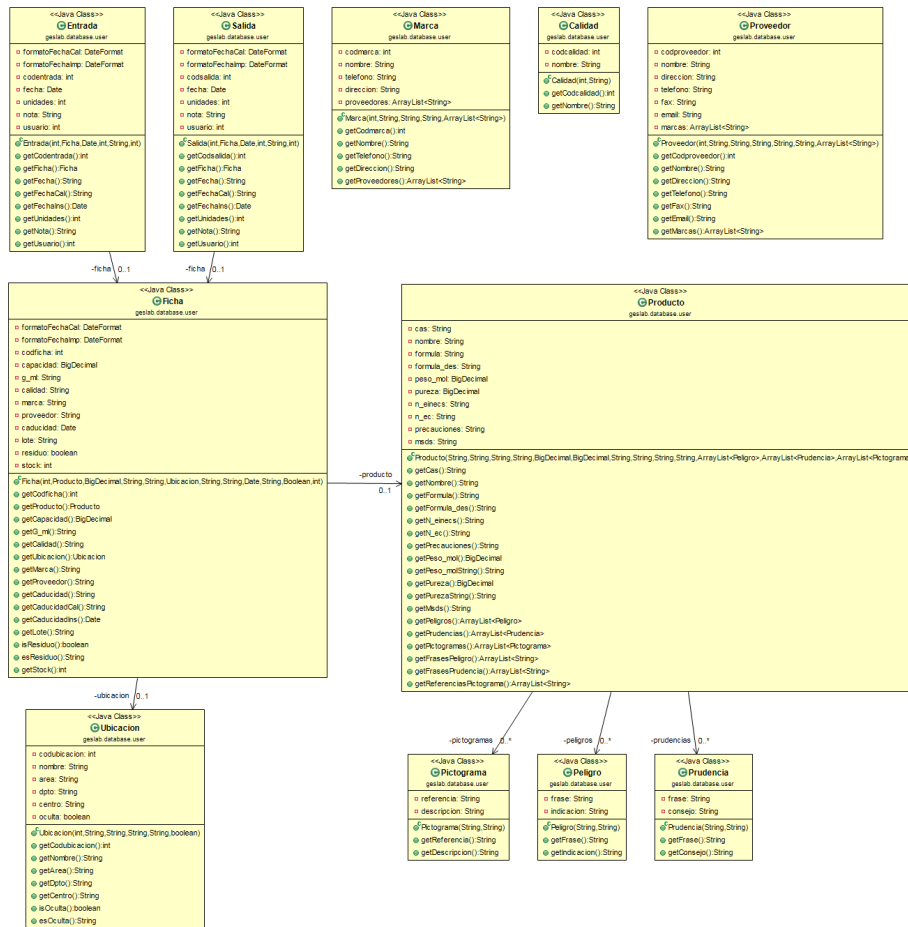 <<Java Class>>
Entrada
geslab.database.user
formatoFechaCal: DateFormat
formatoFechaImp: DateFormat
codentrada: int
fecha: Date
unidades: int
nota: String
usuario: int
Entrada(int,Ficha,Date,int,String,int)
getCodentrada():int
getFicha():Ficha
getFecha():String
getFechaCal():String
getFechaIns():Date
getUnidades():int
getNota():String
getUsuario():int
<<Java Class>>
Salida
geslab.database.user
formatoFechaCal: DateFormat
formatoFechaImp: DateFormat
codsalida: int
fecha: Date
unidades: int
nota: String
usuario: int
Salida(int,Ficha,Date,int,String,int)
getCodsalida():int
getFicha():Ficha
getFecha():String
getFechaCal():String
getFechaIns():Date
getUnidades():int
getNota():String
getUsuario():int
<<Java Class>>
Marca
geslab.database.user
codmarca: int
nombre: String
telefono: String
direccion: String
proveedores: ArrayList<String>
Marca(int,String,String,String,ArrayList<String>)
getCodmarca():int
getNombre():String
getTelefono():String
getDireccion():String
getProveedores():ArrayList<String>
<<Java Class>>
Calidad
geslab.database.user
codcalidad: int
nombre: String
Calidad(int,String)
getCodcalidad():int
getNombre():String
<<Java Class>>
Proveedor
geslab.database.user
codproveedor: int
nombre: String
direccion: String
telefono: String
fax: String
email: String
marcas: ArrayList<String>
Proveedor(int,String,String,String,String,String,ArrayList<String>)
getCodproveedor():int
getNombre():String
getDireccion():String
getTelefono():String
getFax():String
getEmail():String
getMarcas():ArrayList<String>
-ficha 0..1
-ficha 0..1
<<Java Class>>
Ficha
geslab.database.user
formatoFechaCal: DateFormat
formatoFechaImp: DateFormat
codficha: int
capacidad: BigDecimal
g_ml: String
calidad: String
marca: String
proveedor: String
caducidad: Date
lote: String
residuo: boolean
stock: int
Ficha(int,Producto,BigDecimal,String,String,Ubicacion,String,String,Date,String,Boolean,int)
getCodficha():int
getProducto():Producto
getCapacidad():BigDecimal
getG_ml():String
getCalidad():String
getUbicacion():Ubicacion
getMarca():String
getProveedor():String
getCaducidad():String
getCaducidadCal():String
getCaducidadIns():Date
getLote():String
isResiduo():boolean
esResiduo():String
getStock():int
-producto
0..1
<<Java Class>>
Producto
geslab.database.user
cas: String
nombre: String
formula: String
formula_des: String
peso_mol: BigDecimal
pureza: BigDecimal
n_einecs: String
n_ec: String
precauciones: String
msds: String
Producto(String,String,String,String,BigDecimal,BigDecimal,String,String,String,String,ArrayList<Peligro>,ArrayList<Prudencia>,ArrayList<Pictograma
getCas():String
getNombre():String
getFormula():String
getFormula_des():String
getN_einecs():String
getN_ec():String
getPrecauciones():String
getPeso_mol():BigDecimal
getPeso_molString():String
getPureza():BigDecimal
getPurezaString():String
getMsds():String
getPeligros():ArrayList<Peligro>
getPrudencias():ArrayList<Prudencia>
getPictogramas():ArrayList<Pictograma>
getFrasesPeligro():ArrayList<String>
getFrasesPrudencia():ArrayList<String>
getReferenciasPictograma():ArrayList<String>
-ubicacion 0..1
<<Java Class>>
Ubicacion
geslab.database.user
codubicacion: int
nombre: String
area: String
dpto: String
centro: String
oculta: boolean
Ubicacion(int,String,String,String,String,boolean)
getCodubicacion():int
getNombre():String
getArea():String
getDpto():String
getCentro():String
isOculta():boolean
esOculta():String
-pictogramas 0..*
-peligros 0..*
-prudencias 0..*
<<Java Class>>
Pictograma
geslab.database.user
referencia: String
descripcion: String
Pictograma(String,String)
getReferencia():String
getDescripcion():String
<<Java Class>>
Peligro
geslab.database.user
frase: String
indicacion: String
Peligro(String,String)
getFrase():String
getIndicacion():String
<<Java Class>>
Prudencia
geslab.database.user
frase: String
consejo: String
Prudencia(String,String)
getFrase():String
getConsejo():String